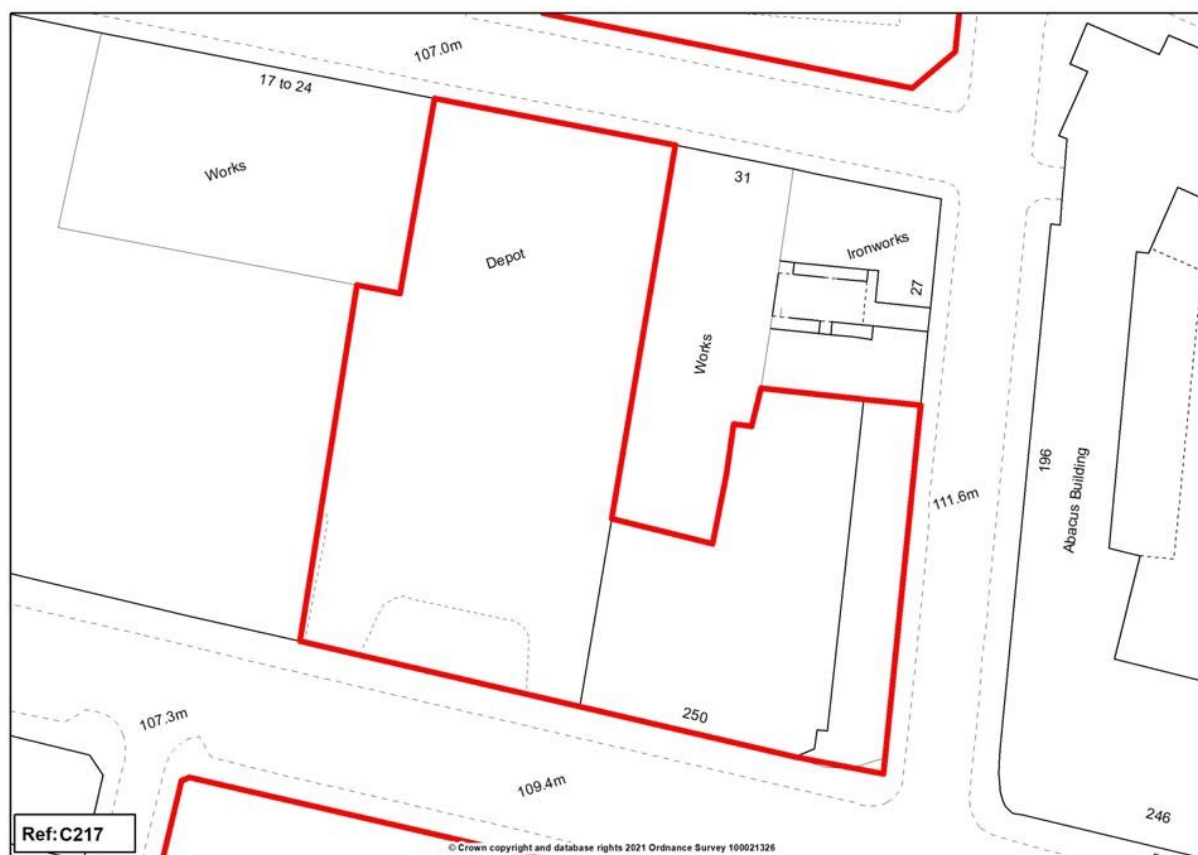 107.0m
17 to 24
Works
31
Depot
Ironworks
27
Works
196
Abacus Building
111.6m
250
107.3m
109.4m
246
Ref:C217
© Crown copyright and database rights 2021 Ordnance Survey 100021326